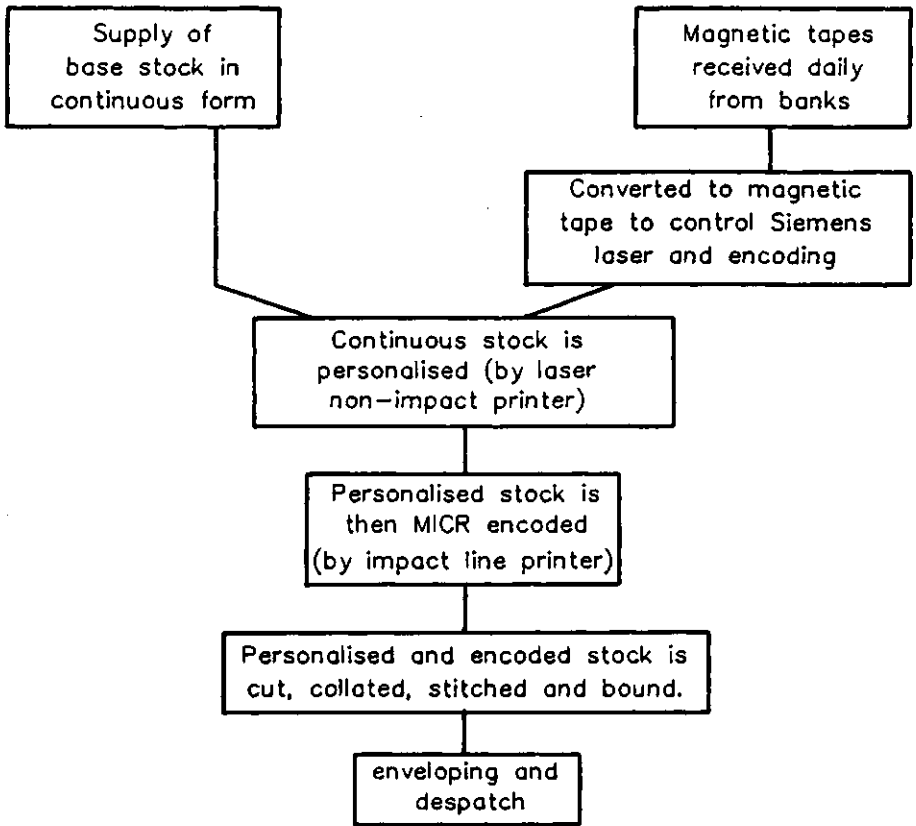 Supply of
base stock in
continuous form
Magnetic tapes
received daily
from banks
Converted to magnetic
tape to control Siemens
laser and encoding
Continuous stock is
personalised (by laser
non-impact printer)
Personalised stock is
then MICR encoded
(by impact line printer)
Personalised and encoded stock is
cut, collated, stitched and bound.
enveloping and
despatch